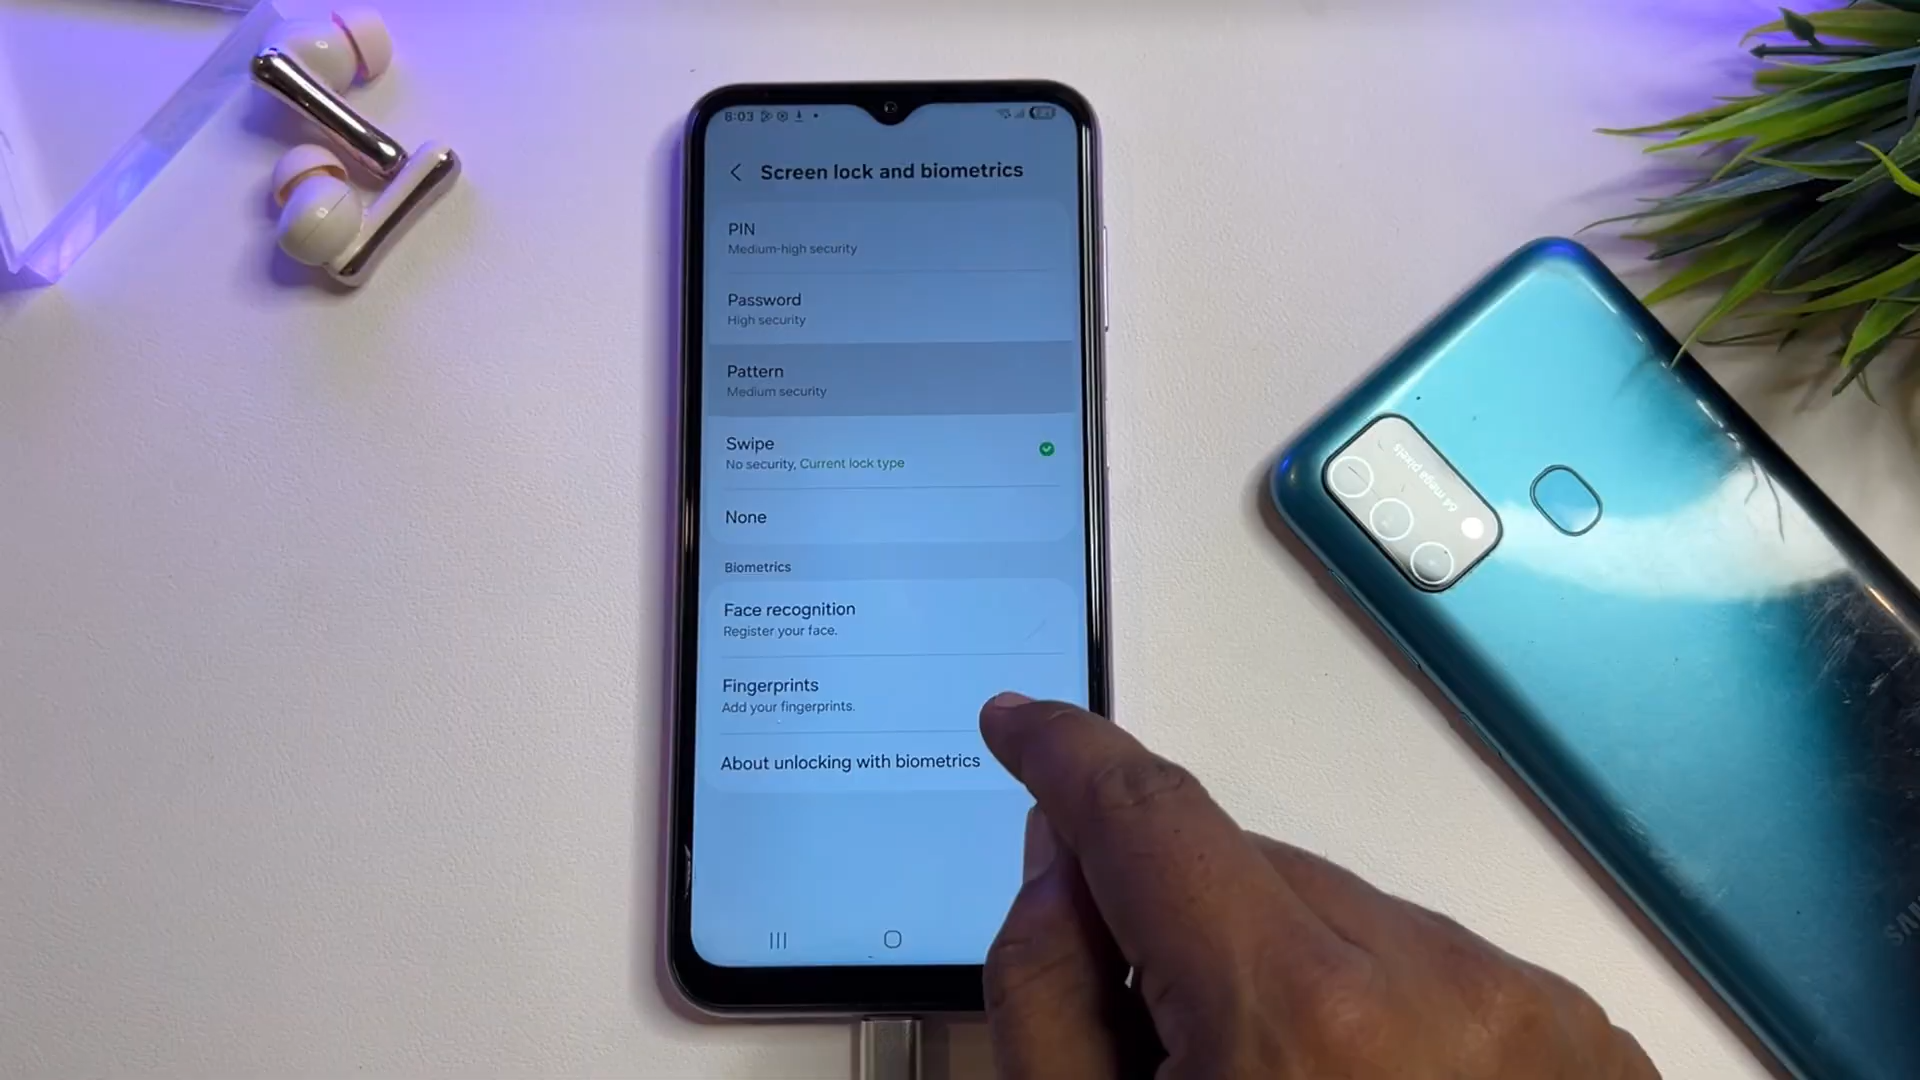 8:03
Screen lock and biometrics
PIN
Medium-high security
Password
High security
Pattern
Medium security
Swipe
No security, Current lock type
None
Biometrics
Face recognition
Register your face.
Fingerprints
Add your fingerprints.
About unlocking with biometrics
64 mega pixels